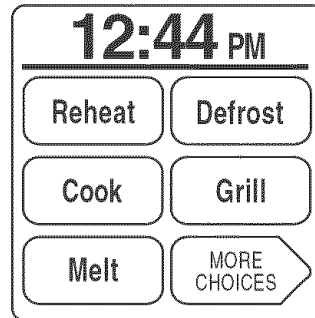 12:44 PM
Reheat
Defrost
Cook
Grill
Melt
MORE
CHOICES